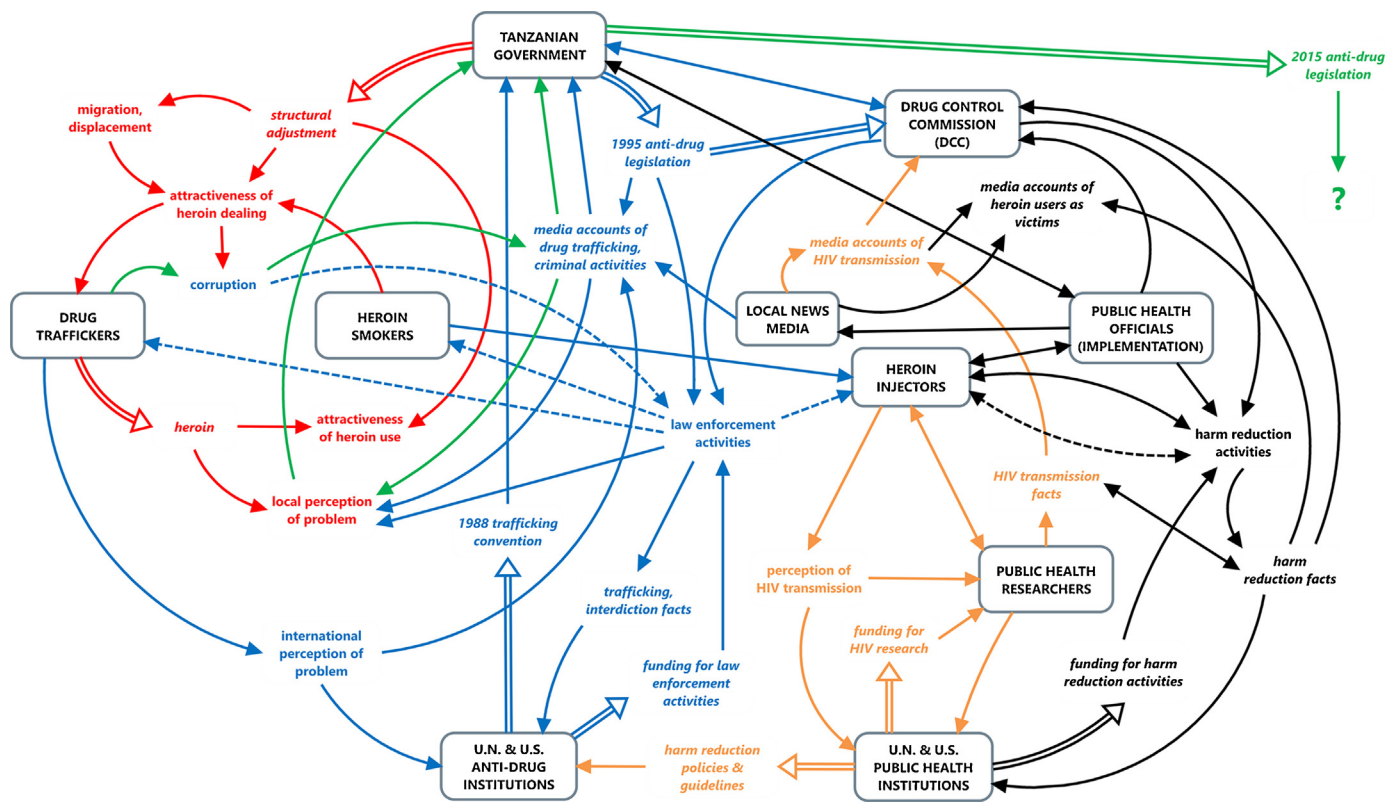 TANZANIAN
GOVERNMENT
2015 anti-drug
legislation
migration,
displacement
structural
adjustment
DRUG CONTROL
COMMISSION
(DCC)
1995 anti-drug
legislation
attractiveness of
heroin dealing
media accounts of
heroin users as
victims
?
media accounts of
drug trafficking,
criminal activities
media accounts of
HIV transmission
corruption
DRUG
TRAFFICKERS
HEROIN
SMOKERS
LOCAL NEWS
MEDIA
PUBLIC HEALTH
OFFICIALS
(IMPLEMENTATION)
HEROIN
INJECTORS
heroin
attractiveness
of heroin use
law enforcement
activities
harm reduction
activities
local perception
of problem
1988 trafficking
convention
HIV transmission
facts
trafficking,
interdiction facts
perception of
HIV transmission
PUBLIC HEALTH
RESEARCHERS
harm
reduction facts
international
perception of
problem
funding for
HIV research
funding for law
enforcement
activities
funding for harm
reduction activities
U.N. & U.S.
ANTI-DRUG
INSTITUTIONS
harm reduction
policies &
guidelines
U.N. & U.S.
PUBLIC HEALTH
INSTITUTIONS